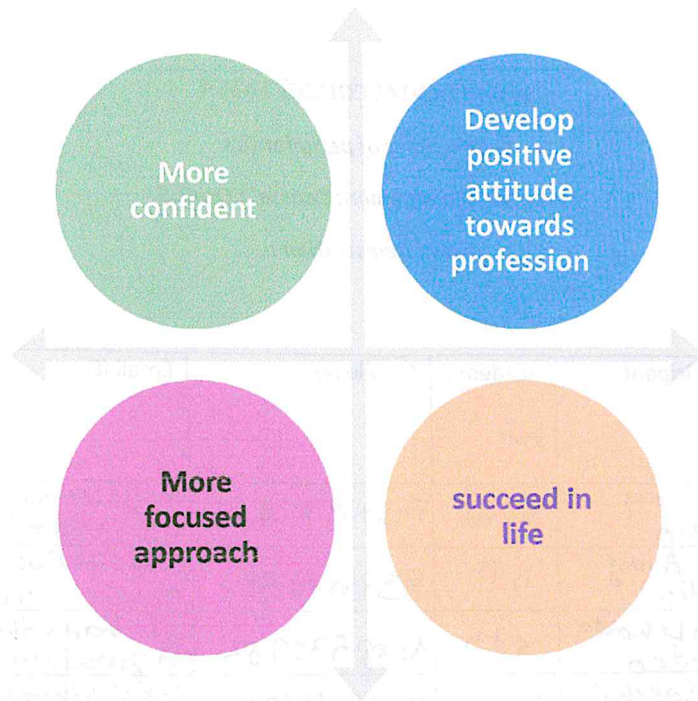 More
confident
Develop
positive
attitude
towards
profession
More
focused
approach
succeed in
life